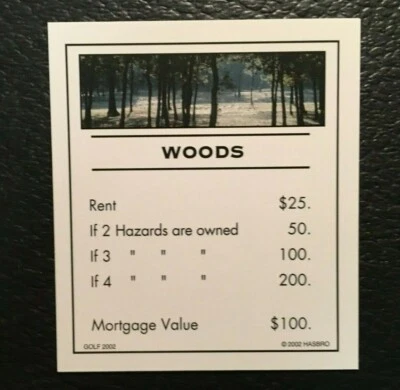 WOODS
Rent $25.
If 2 Hazards are owned 50.
If 3 " " " 100.
If 4 " " " 200.
Mortgage Value $100.
GOLF 2002 © 2002 HASBRO